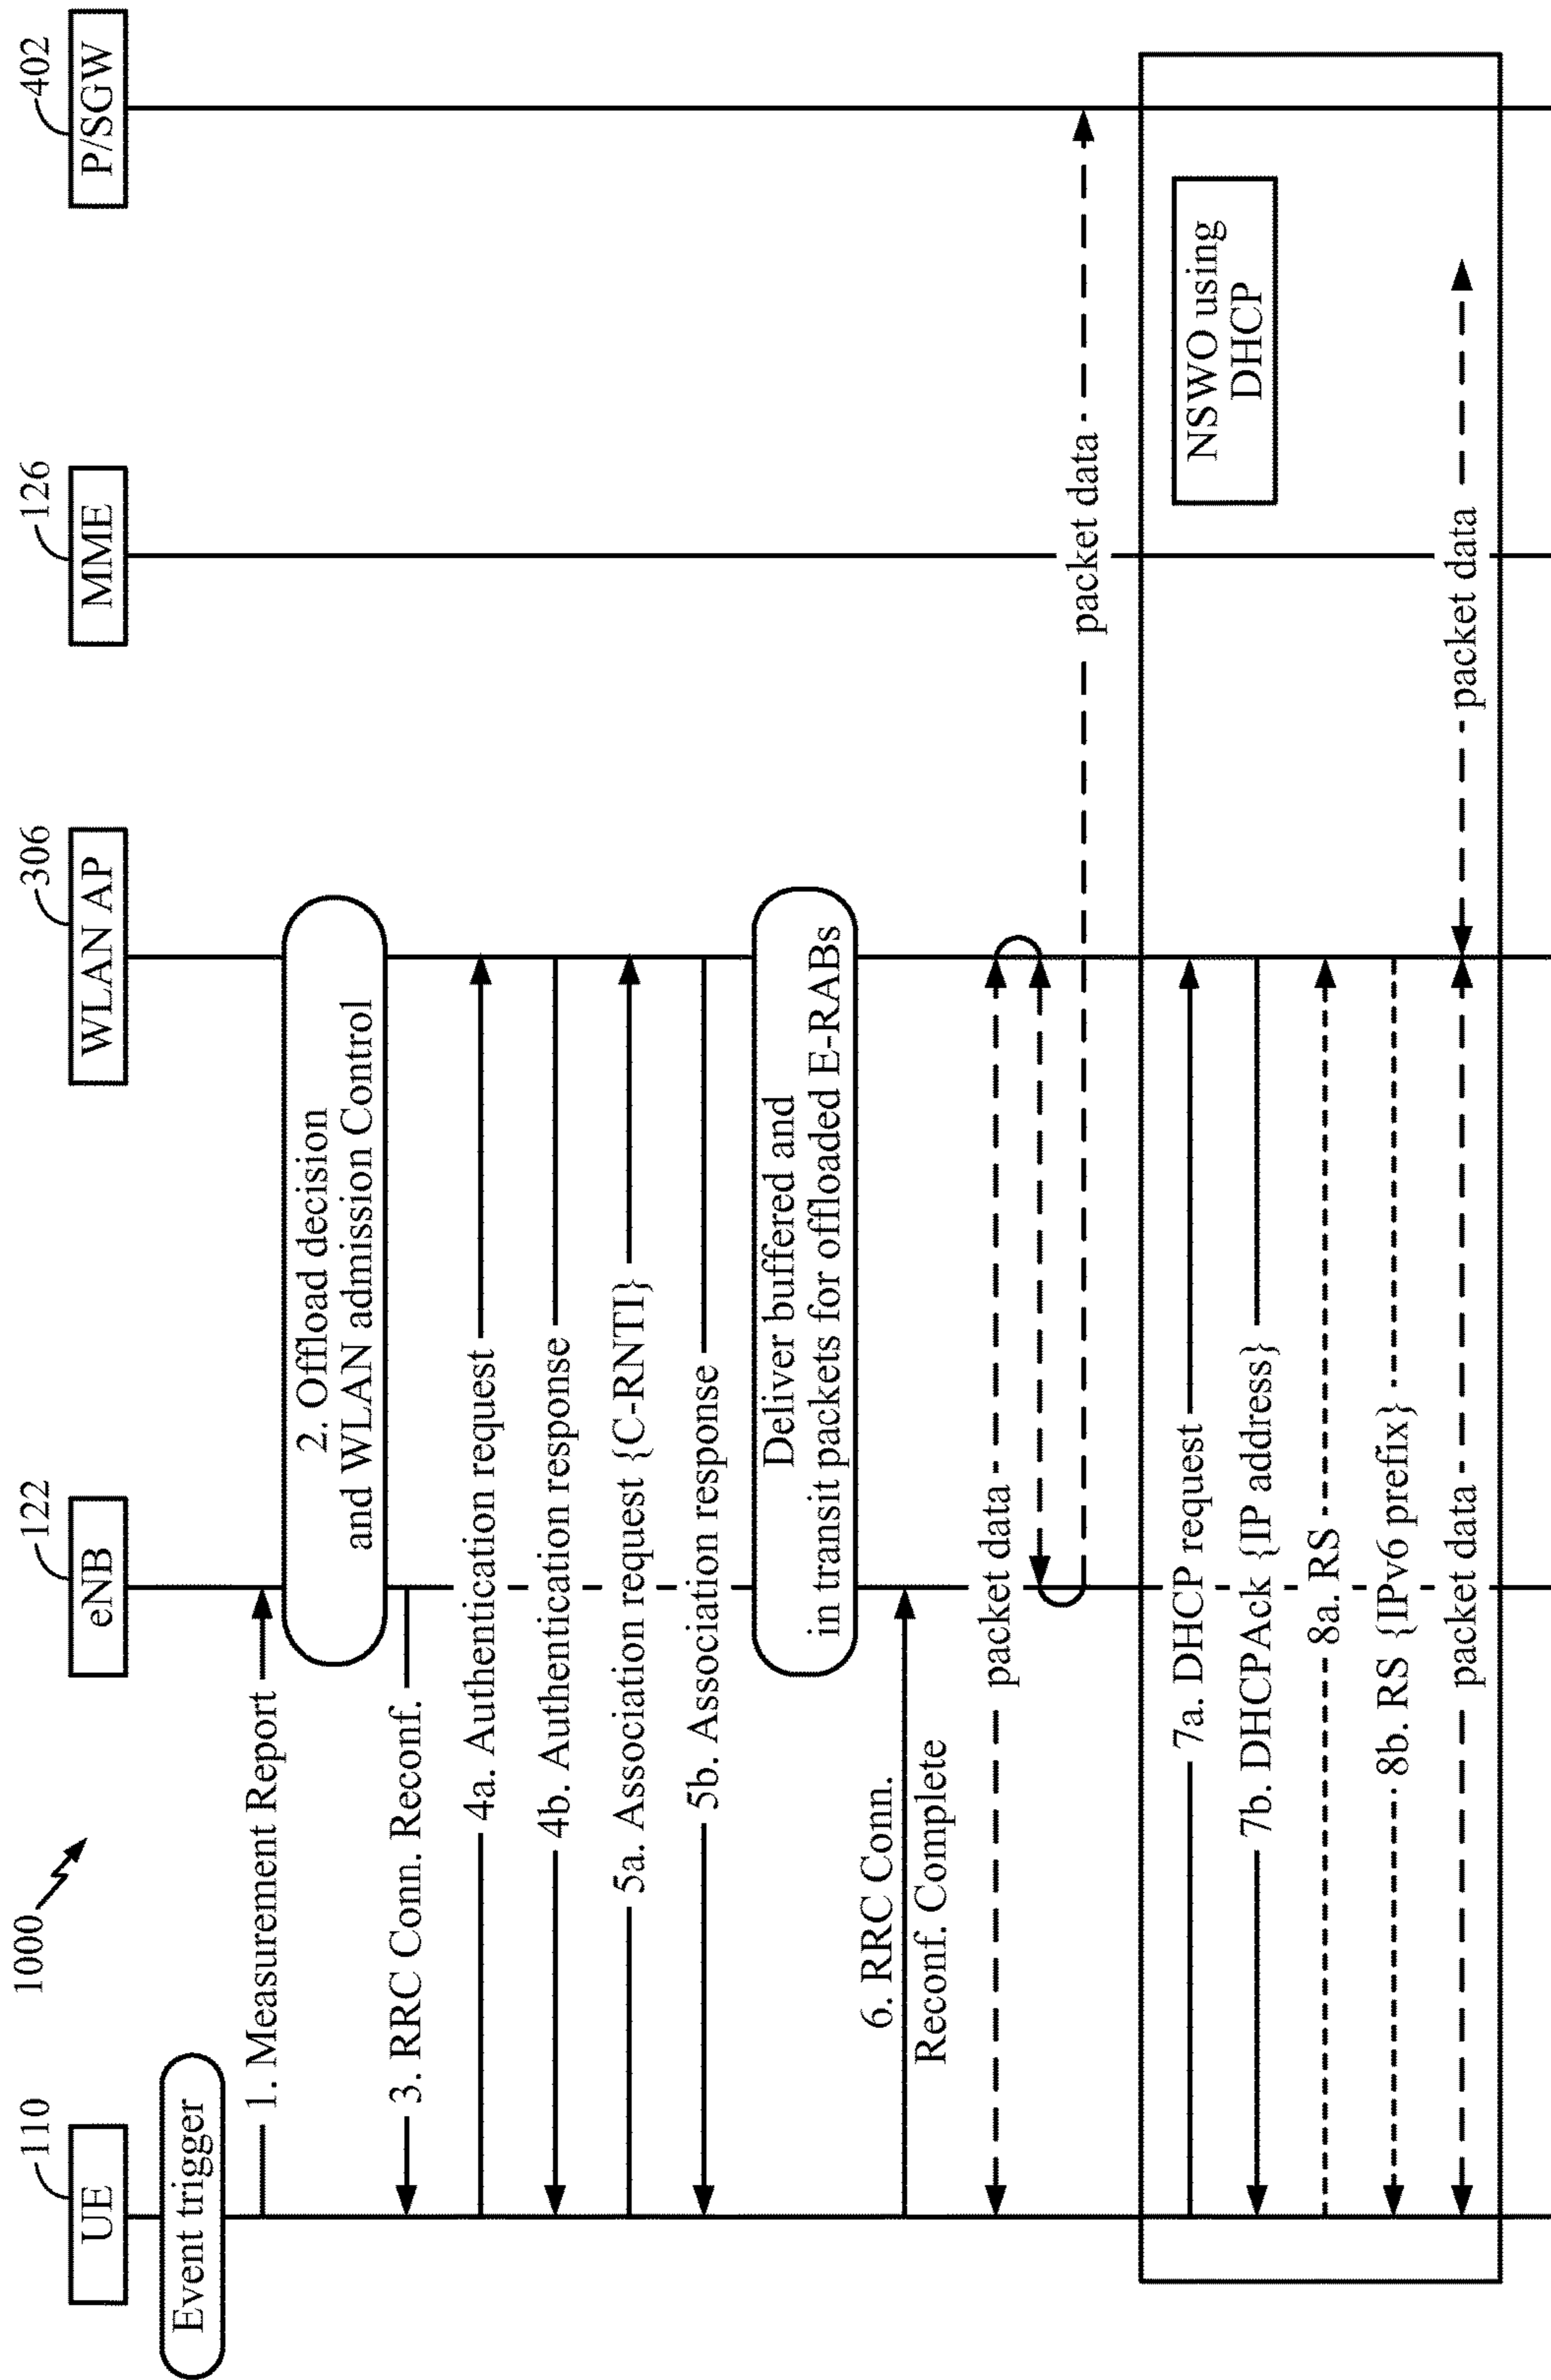 1000
110
122
306
126
402
UE
eNB
WLAN AP
MME
P/SGW
Event trigger
1. Measurement Report
2. Offload decision
and WLAN admission Control
3. RRC Conn. Reconf.
4a. Authentication request
4b. Authentication response
5a. Association request {C-RNTI}
5b. Association response
Deliver buffered and
in transit packets for offloaded E-RABs
6. RRC Conn.
Reconf. Complete
packet data
packet data
NSWO using
DHCP
7a. DHCP request
7b. DHCPAck {IP address}
8a. RS
8b. RS {IPv6 prefix}
packet data
packet data